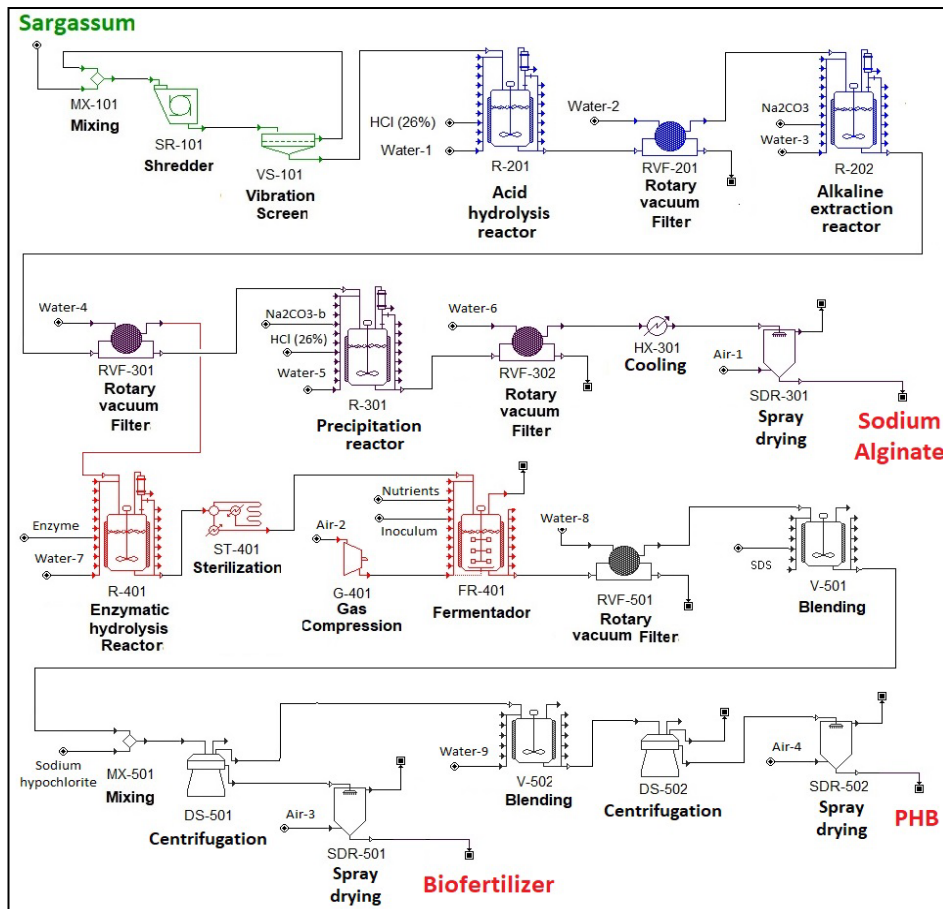 Sargassum
MX-101
Mixing
SR-101
Shredder
VS-101
Vibration
Screen
HCl (26%)
Water-1
R-201
Acid
hydrolysis
reactor
Water-2
RVF-201
Rotary
vacuum
Filter
Na2CO3
Water-3
R-202
Alkaline
extraction
reactor
Water-4
RVF-301
Rotary
vacuum
Filter
Na2CO3-b
HCl (26%)
Water-5
R-301
Precipitation
reactor
Water-6
RVF-302
Rotary
vacuum
Filter
HX-301
Cooling
Air-1
SDR-301
Spray
drying
Sodium
Alginate
Enzyme
Water-7
R-401
Enzymatic
hydrolysis
Reactor
ST-401
Sterilization
Air-2
G-401
Gas
Compression
Nutrients
Inoculum
FR-401
Fermentador
Water-8
RVF-501
Rotary
vacuum Filter
SDS
V-501
Blending
Sodium
hypochlorite
MX-501
Mixing
DS-501
Centrifugation
Air-3
SDR-501
Spray
drying
Biofertilizer
Water-9
V-502
Blending
DS-502
Centrifugation
Air-4
SDR-502
Spray
drying
PHB